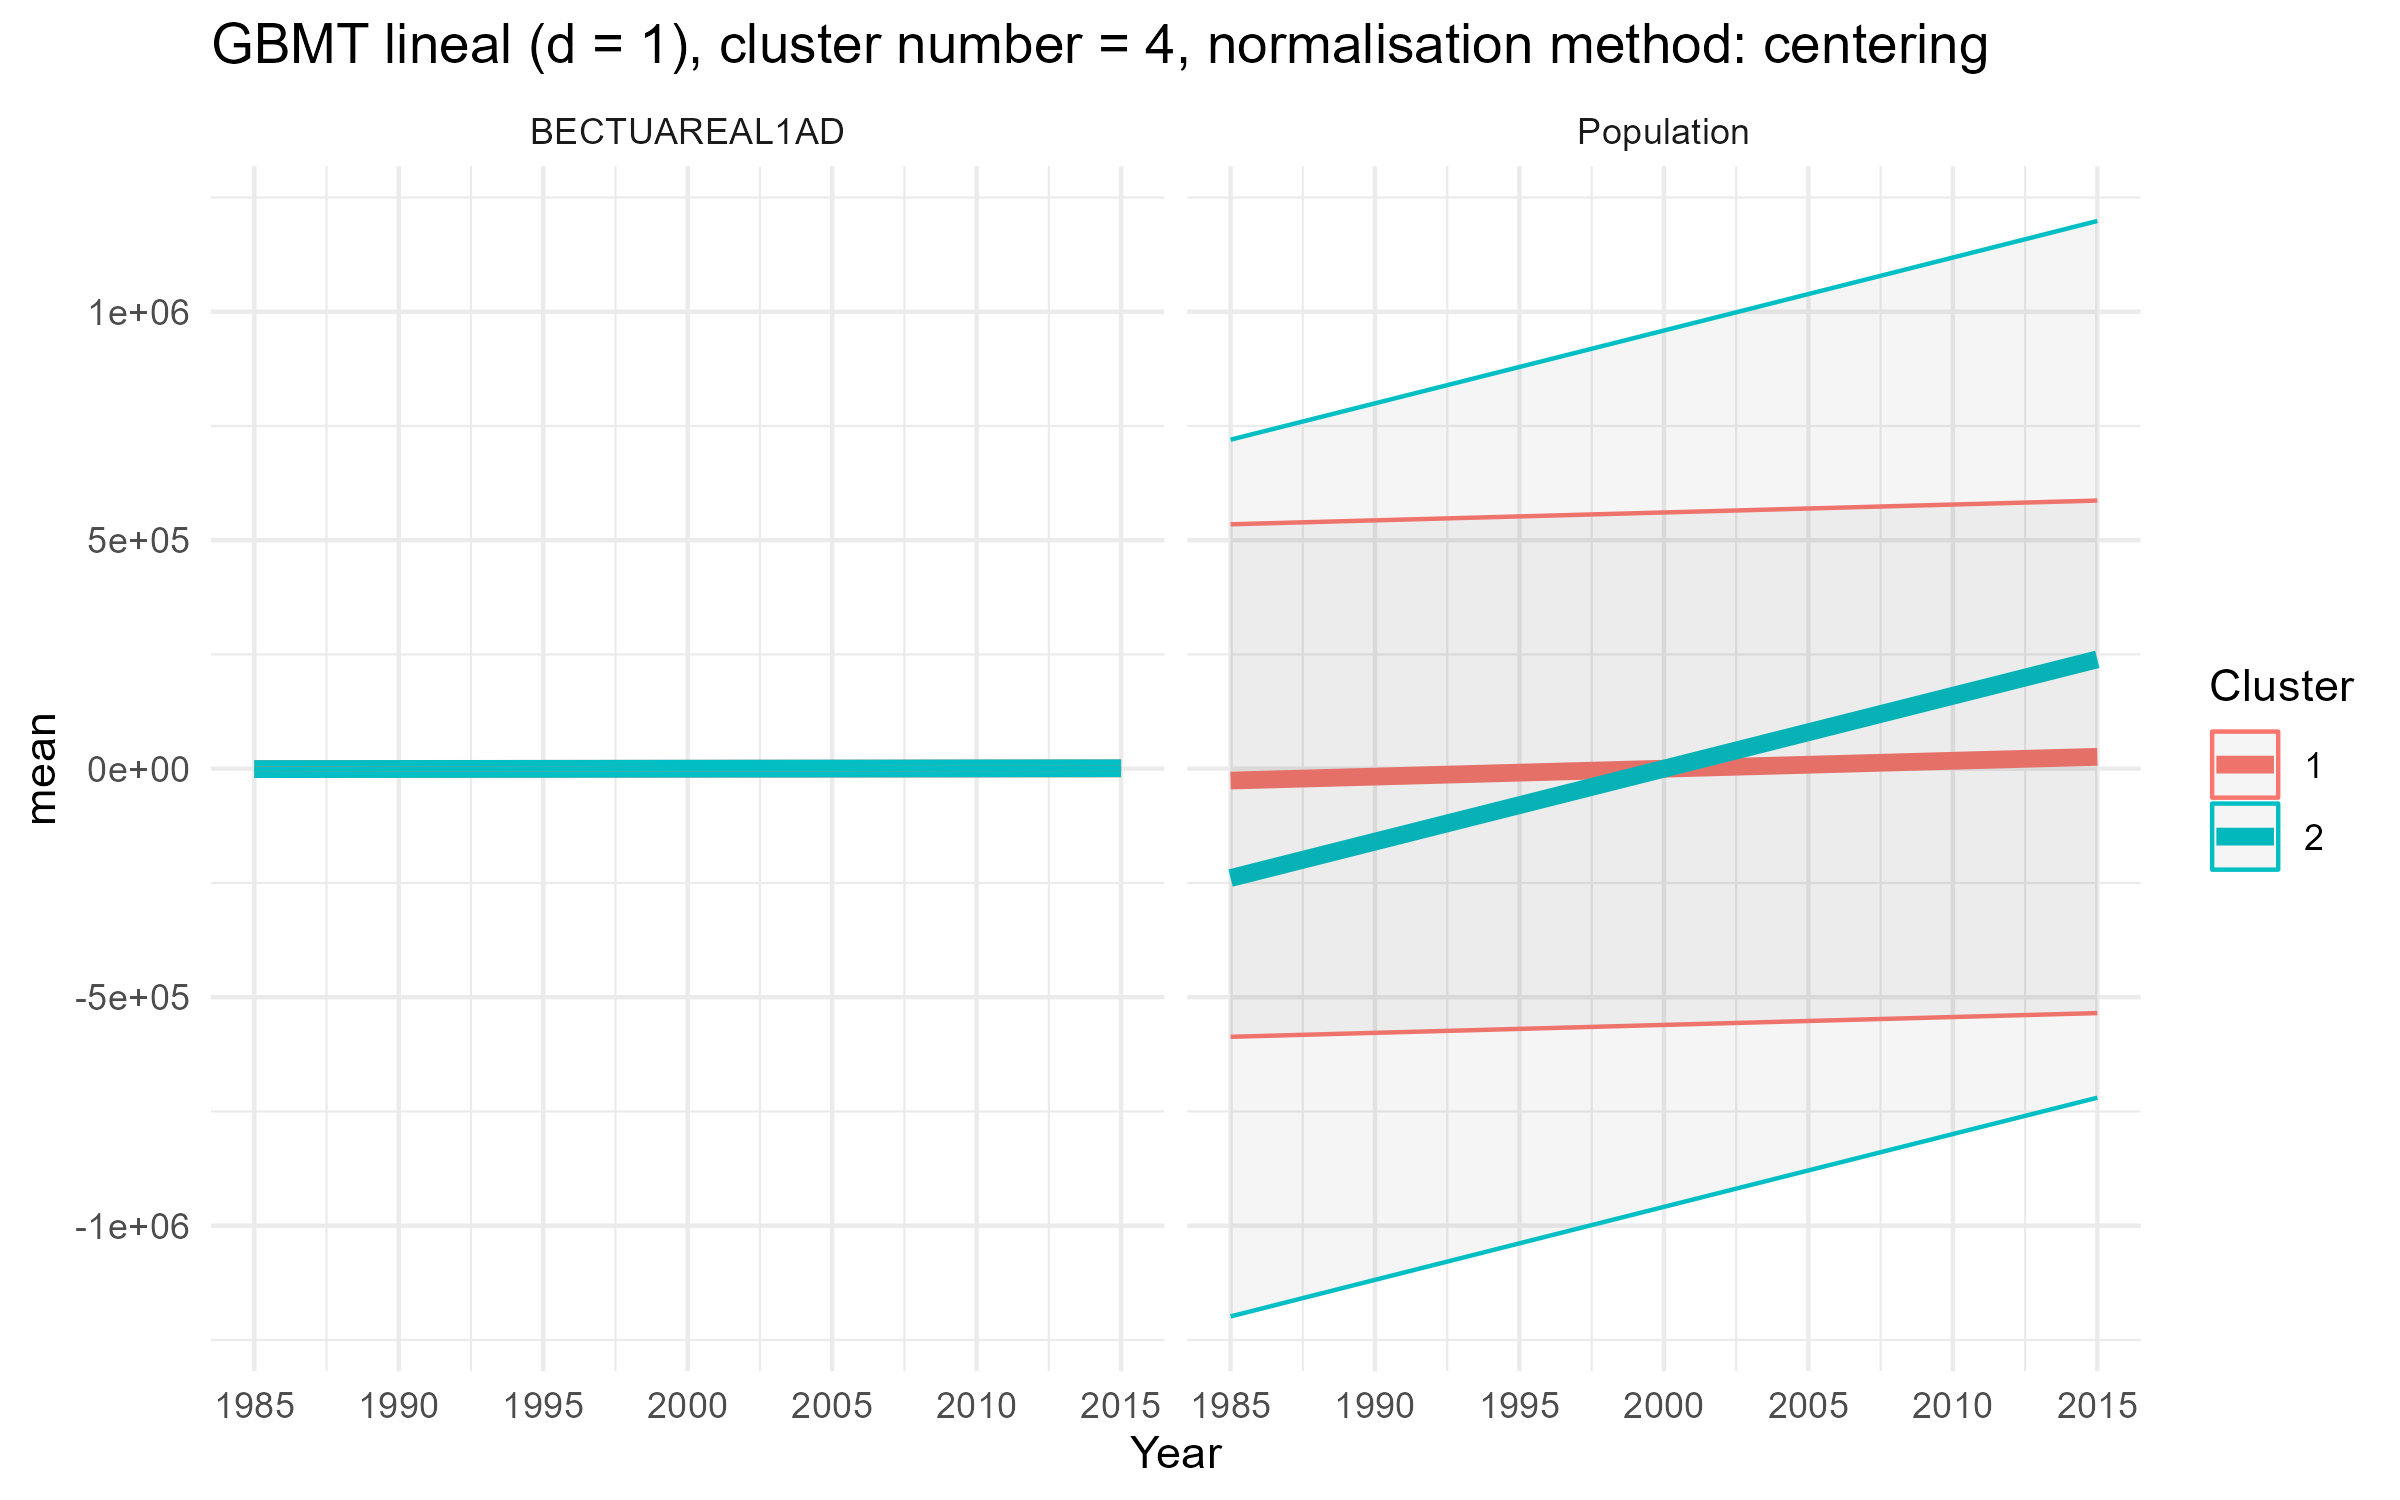 GBMT lineal (d = 1), cluster number = 4, normalisation method: centering
BECTUAREAL1AD
Population
1e+06
5e+05
0e+00
-5e+05
-1e+06
mean
1985 1990 1995 2000 2005 2010 2015
1985 1990 1995 2000 2005 2010 2015
Year
Cluster
1
2